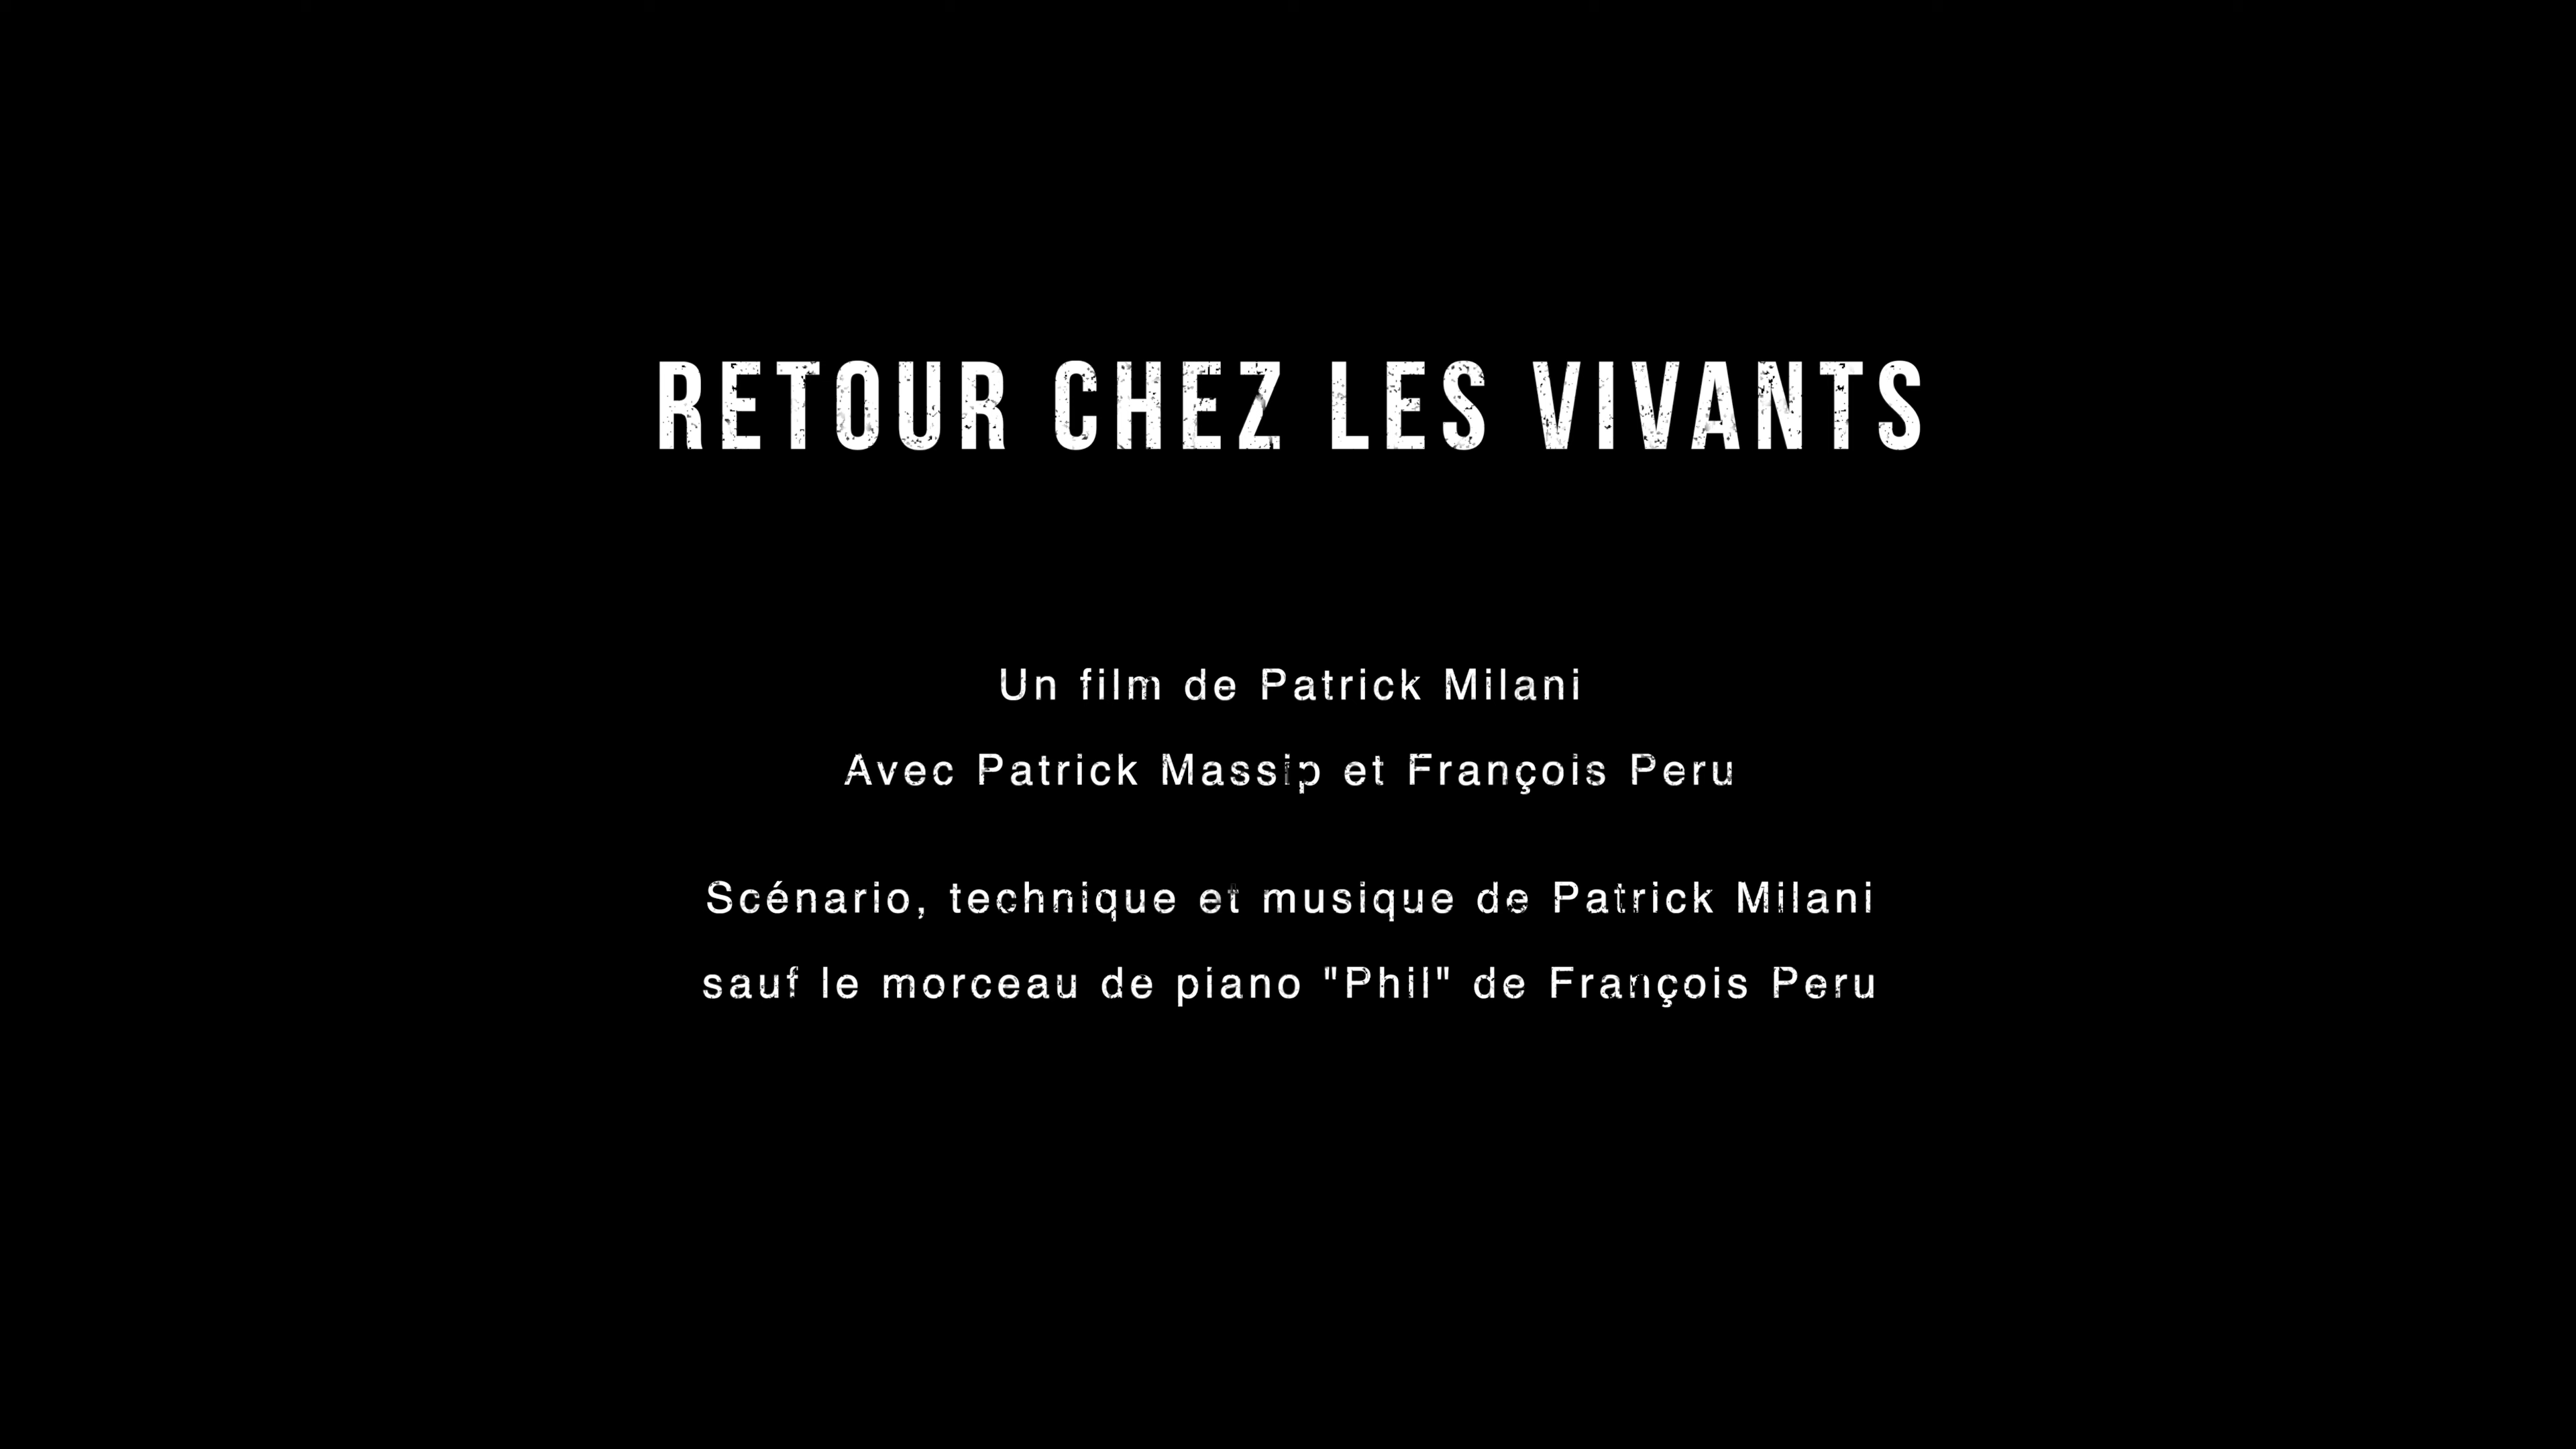 RETOUR CHEZ LES VIVANTS
Un film de Patrick Milani
Avec Patrick Massip et François Peru
Scénario, technique et musique de Patrick Milani
sauf le morceau de piano "Phil" de François Peru